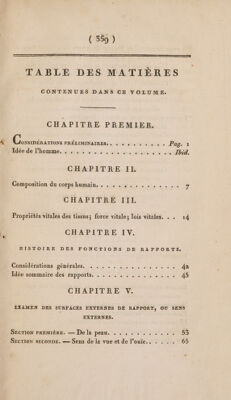 ( 359 )
TABLE DES MATIÈRES
CONTENUES DANS CE VOLUME.
CHAPITRE PREMIER.
CONSIDÉRATIONS PRÉLIMINAIRES. . . . . . . . . . . . Pag. 1
Idée de l'homme. . . . . . . . . . . . . . . . . . . . Ibid.
CHAPITRE II.
Composition du corps humain. . . . . . . . . . . . . . 7
CHAPITRE III.
Propriétés vitales des tissus; force vitale; lois vitales. . . 14
CHAPITRE IV.
HISTOIRE DES FONCTIONS DE RAPPORTS.
Considérations générales. . . . . . . . . . . . . . . 42
Idée sommaire des rapports. . . . . . . . . . . . . . 45
CHAPITRE V.
EXAMEN DES SURFACES EXTERNES DE RAPPORT, OU SENS
EXTERNES.
SECTION PREMIÈRE. — De la peau. . . . . . . . . . . . 53
SECTION SECONDE. — Sens de la vue et de l'ouïe. . . . . . 65